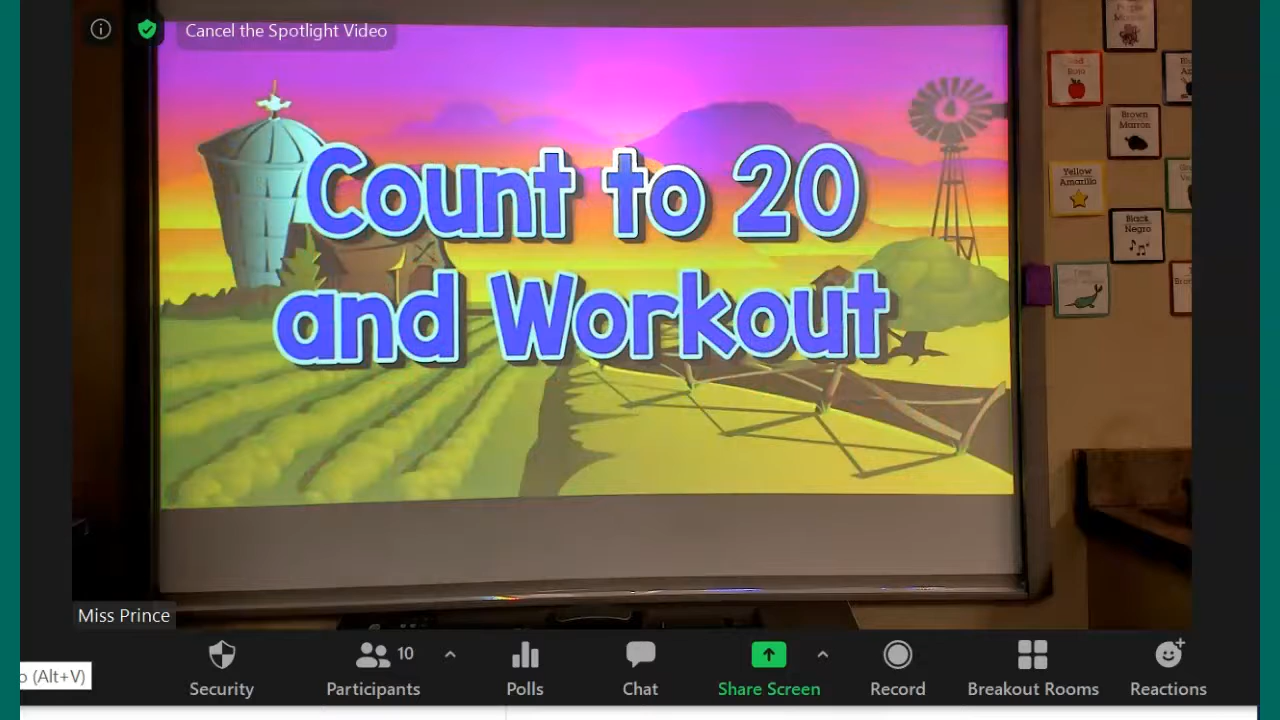 Cancel the Spotlight Video
Count to 20
and Workout
Red
Rojo
Brown
Marron
Yellow
Amarillo
Black
Negro
Miss Prince
(Alt+V)
Security
Participants
10
Polls
Chat
Share Screen
Record
Breakout Rooms
Reactions